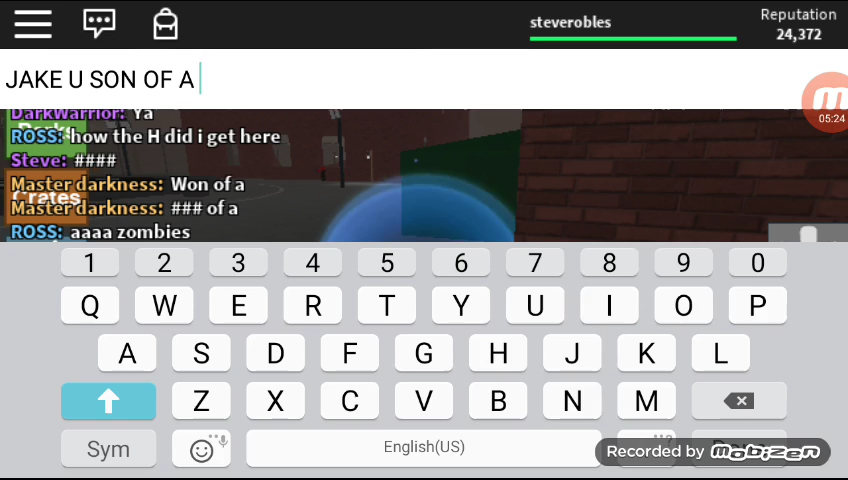 steverobles
Reputation
24,372
JAKE U SON OF A
05:24
DarkWarrior: Ya
ROSS: how the H did i get here
Steve: ####
Master darkness: Won of a
Crates
Master darkness: ### of a
ROSS: aaaa zombies
1 2 3 4 5 6 7 8 9 0
Q W E R T Y U I O P
A S D F G H J K L
Z X C V B N M
Sym
English(US)
Recorded by mobizen